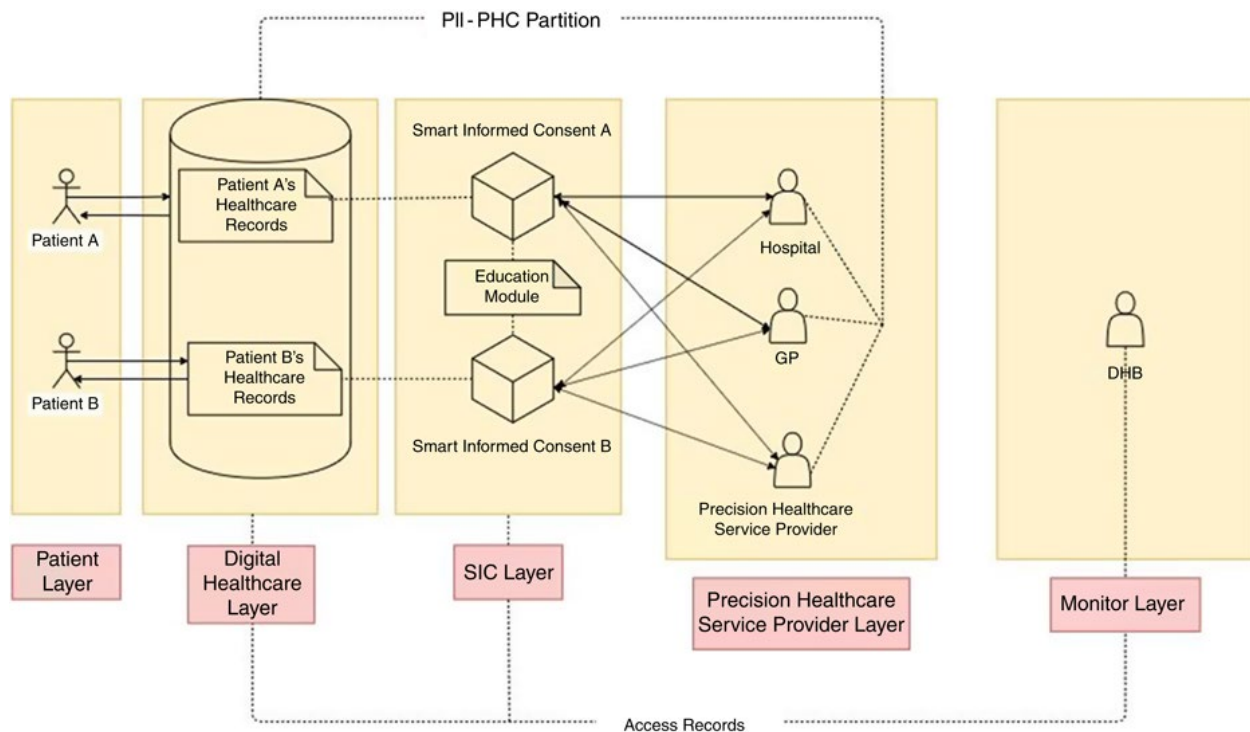 PII - PHC Partition
Smart Informed Consent A
Patient A's
Healthcare
Records
Patient A
Hospital
Education
Module
GP
DHB
Patient B's
Healthcare
Records
Patient B
Smart Informed Consent B
Precision Healthcare
Service Provider
Patient
Layer
Digital
Healthcare
Layer
SIC Layer
Precision Healthcare
Service Provider Layer
Monitor Layer
Access Records